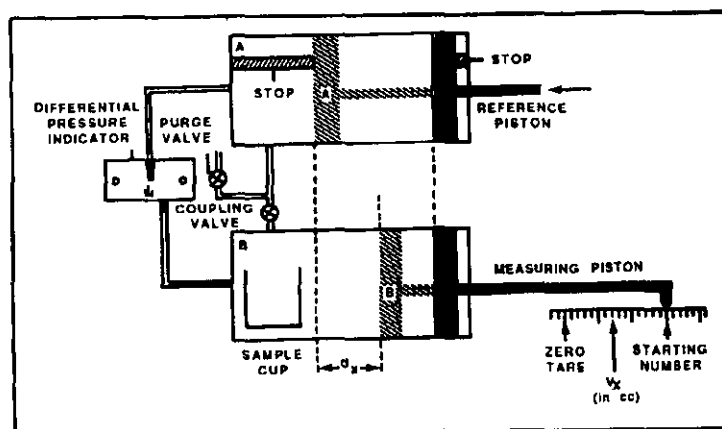 A
STOP
STOP
A
REFERENCE
PISTON
DIFFERENTIAL
PRESSURE
INDICATOR
PURGE
VALVE
COUPLING
VALVE
B
B
MEASURING PISTON
SAMPLE
CUP
dx
ZERO
TARE
Vx
(in cc)
STARTING
NUMBER